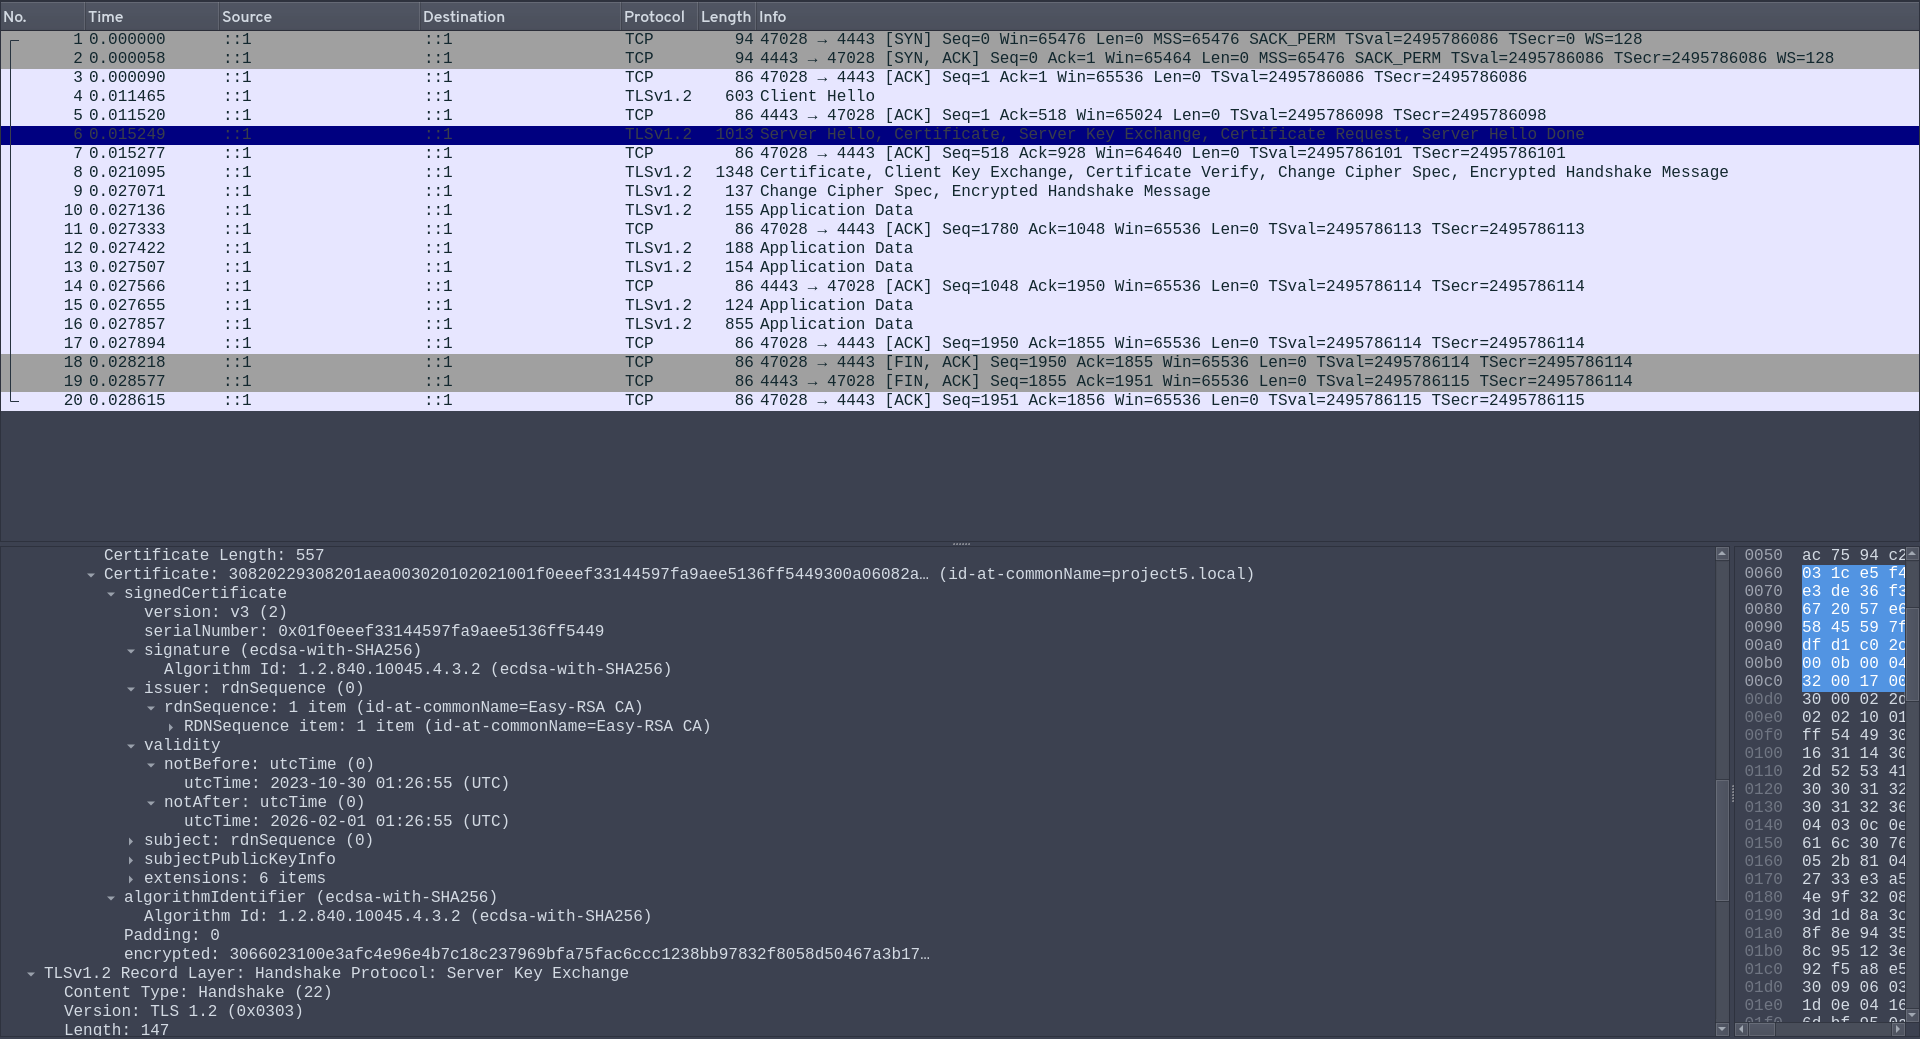 No. Time Source Destination Protocol Length Info
1 0.000000 ::1 ::1 TCP 94 47028 → 4443 [SYN] Seq=0 Win=65476 Len=0 MSS=65476 SACK_PERM TSval=2495786086 TSecr=0 WS=128
2 0.000058 ::1 ::1 TCP 94 4443 → 47028 [SYN, ACK] Seq=0 Ack=1 Win=65464 Len=0 MSS=65476 SACK_PERM TSval=2495786086 TSecr=2495786086 WS=128
3 0.000090 ::1 ::1 TCP 86 47028 → 4443 [ACK] Seq=1 Ack=1 Win=65536 Len=0 TSval=2495786086 TSecr=2495786086
4 0.011465 ::1 ::1 TLSv1.2 603 Client Hello
5 0.011520 ::1 ::1 TCP 86 4443 → 47028 [ACK] Seq=1 Ack=518 Win=65024 Len=0 TSval=2495786098 TSecr=2495786098
6 0.015249 ::1 ::1 TLSv1.2 1013 Server Hello, Certificate, Server Key Exchange, Certificate Request, Server Hello Done
7 0.015277 ::1 ::1 TCP 86 47028 → 4443 [ACK] Seq=518 Ack=928 Win=64640 Len=0 TSval=2495786101 TSecr=2495786101
8 0.021095 ::1 ::1 TLSv1.2 1348 Certificate, Client Key Exchange, Certificate Verify, Change Cipher Spec, Encrypted Handshake Message
9 0.027071 ::1 ::1 TLSv1.2 137 Change Cipher Spec, Encrypted Handshake Message
10 0.027136 ::1 ::1 TLSv1.2 155 Application Data
11 0.027333 ::1 ::1 TCP 86 47028 → 4443 [ACK] Seq=1780 Ack=1048 Win=65536 Len=0 TSval=2495786113 TSecr=2495786113
12 0.027422 ::1 ::1 TLSv1.2 188 Application Data
13 0.027507 ::1 ::1 TLSv1.2 154 Application Data
14 0.027566 ::1 ::1 TCP 86 4443 → 47028 [ACK] Seq=1048 Ack=1950 Win=65536 Len=0 TSval=2495786114 TSecr=2495786114
15 0.027655 ::1 ::1 TLSv1.2 124 Application Data
16 0.027857 ::1 ::1 TLSv1.2 855 Application Data
17 0.027894 ::1 ::1 TCP 86 47028 → 4443 [ACK] Seq=1950 Ack=1855 Win=65536 Len=0 TSval=2495786114 TSecr=2495786114
18 0.028218 ::1 ::1 TCP 86 47028 → 4443 [FIN, ACK] Seq=1950 Ack=1855 Win=65536 Len=0 TSval=2495786114 TSecr=2495786114
19 0.028577 ::1 ::1 TCP 86 4443 → 47028 [FIN, ACK] Seq=1855 Ack=1951 Win=65536 Len=0 TSval=2495786115 TSecr=2495786114
20 0.028615 ::1 ::1 TCP 86 47028 → 4443 [ACK] Seq=1951 Ack=1856 Win=65536 Len=0 TSval=2495786115 TSecr=2495786115
Certificate Length: 557
Certificate: 30820229308201aea003020102021001f0eeef33144597fa9aee5136ff5449300a06082a… (id-at-commonName=project5.local)
signedCertificate
version: v3 (2)
serialNumber: 0x01f0eeef33144597fa9aee5136ff5449
signature (ecdsa-with-SHA256)
Algorithm Id: 1.2.840.10045.4.3.2 (ecdsa-with-SHA256)
issuer: rdnSequence (0)
rdnSequence: 1 item (id-at-commonName=Easy-RSA CA)
RDNSequence item: 1 item (id-at-commonName=Easy-RSA CA)
validity
notBefore: utcTime (0)
utcTime: 2023-10-30 01:26:55 (UTC)
notAfter: utcTime (0)
utcTime: 2026-02-01 01:26:55 (UTC)
subject: rdnSequence (0)
subjectPublicKeyInfo
extensions: 6 items
algorithmIdentifier (ecdsa-with-SHA256)
Algorithm Id: 1.2.840.10045.4.3.2 (ecdsa-with-SHA256)
Padding: 0
encrypted: 3066023100e3afc4e96e4b7c18c237969bfa75fac6ccc1238bb97832f8058d50467a3b17…
TLSv1.2 Record Layer: Handshake Protocol: Server Key Exchange
Content Type: Handshake (22)
Version: TLS 1.2 (0x0303)
Length: 147
0050 ac 75 94 c2
0060 03 1c e5 f4
0070 e3 de 36 f3
0080 67 20 57 e6
0090 58 45 59 7f
00a0 df d1 c0 2c
00b0 00 0b 00 04
00c0 32 00 17 00
00d0 30 00 02 2d
00e0 02 02 10 01
00f0 ff 54 49 30
0100 16 31 14 30
0110 2d 52 53 41
0120 30 30 31 32
0130 30 31 32 36
0140 04 03 0c 0e
0150 61 6c 30 76
0160 05 2b 81 04
0170 27 33 e3 a5
0180 4e 9f 32 08
0190 3d 1d 8a 3c
01a0 8f 8e 94 35
01b0 8c 95 12 3e
01c0 92 f5 a8 e5
01d0 30 09 06 03
01e0 1d 0e 04 16